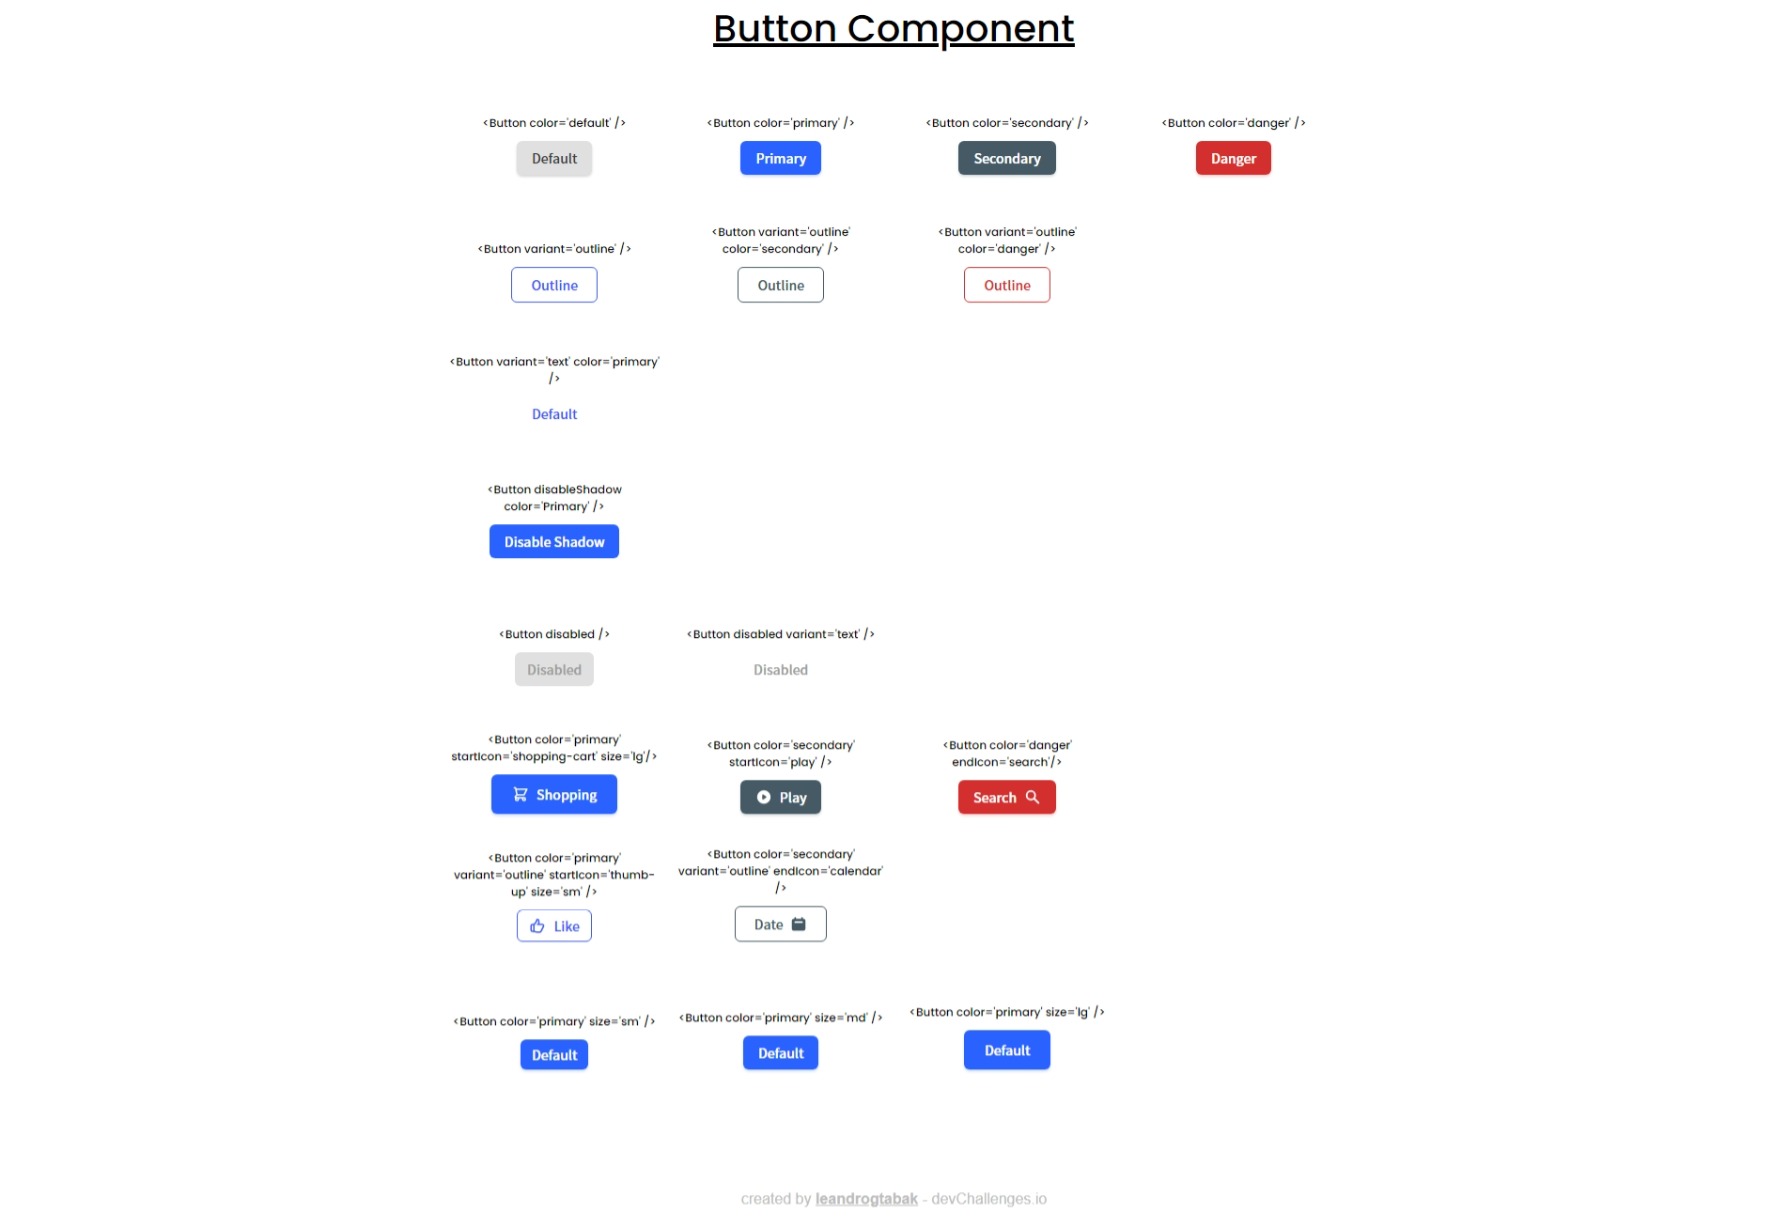 Button Component
<Button color='default' />
<Button color='primary' />
<Button color='secondary' />
<Button color='danger' />
Default
Primary
Secondary
Danger
<Button variant='outline' />
<Button variant='outline'
color='secondary' />
<Button variant='outline'
color='danger' />
Outline
Outline
Outline
<Button variant='text' color='primary'
/>
Default
<Button disableShadow
color='Primary' />
Disable Shadow
<Button disabled />
<Button disabled variant='text' />
Disabled
Disabled
<Button color='primary'
startIcon='shopping-cart' size='lg'/>
<Button color='secondary'
startIcon='play' />
<Button color='danger'
endIcon='search'/>
Shopping
Play
Search
<Button color='primary'
variant='outline' startIcon='thumb-
up' size='sm' />
<Button color='secondary'
variant='outline' endIcon='calendar'
/>
Like
Date
<Button color='primary' size='sm' />
<Button color='primary' size='md' />
<Button color='primary' size='lg' />
Default
Default
Default
created by leandrogtabak - devChallenges.io